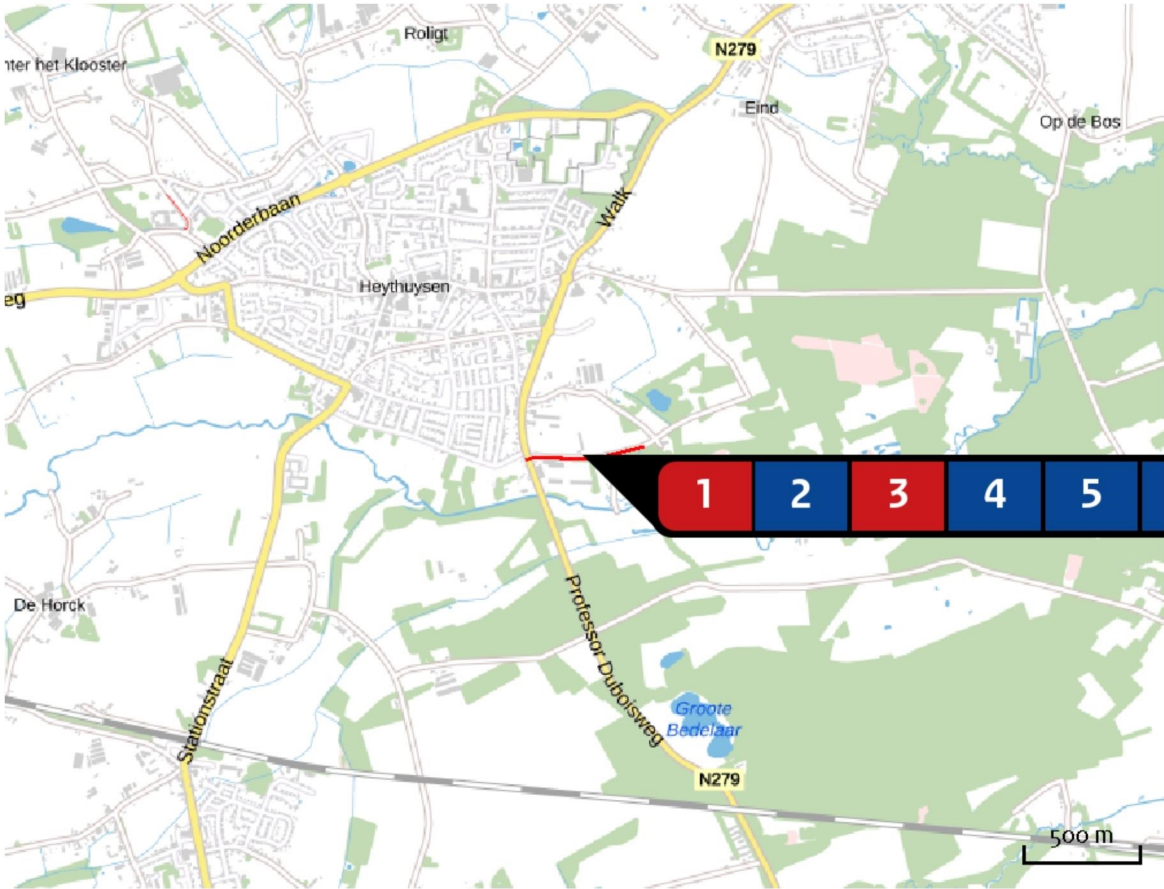 Roligt
N279
nter het Klooster
Eind
Op de Bos
Walk
Noorderbaan
Heythuysen
eg
1 2 3 4 5
De Horck
Professor Duboisweg
Stationstraat
Groote
Bedelaar
N279
500 m